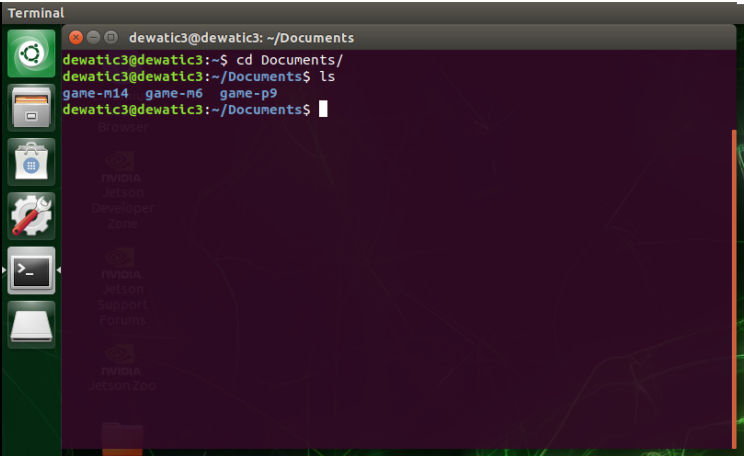 Terminal
dewatic3@dewatic3: ~/Documents
dewatic3@dewatic3:~$ cd Documents/
dewatic3@dewatic3:~/Documents$ ls
game-m14 game-m6 game-p9
dewatic3@dewatic3:~/Documents$
Browser
NVIDIA
Jetson
Developer
Zone
NVIDIA
Jetson
Support
Forums
NVIDIA
Jetson Zoo